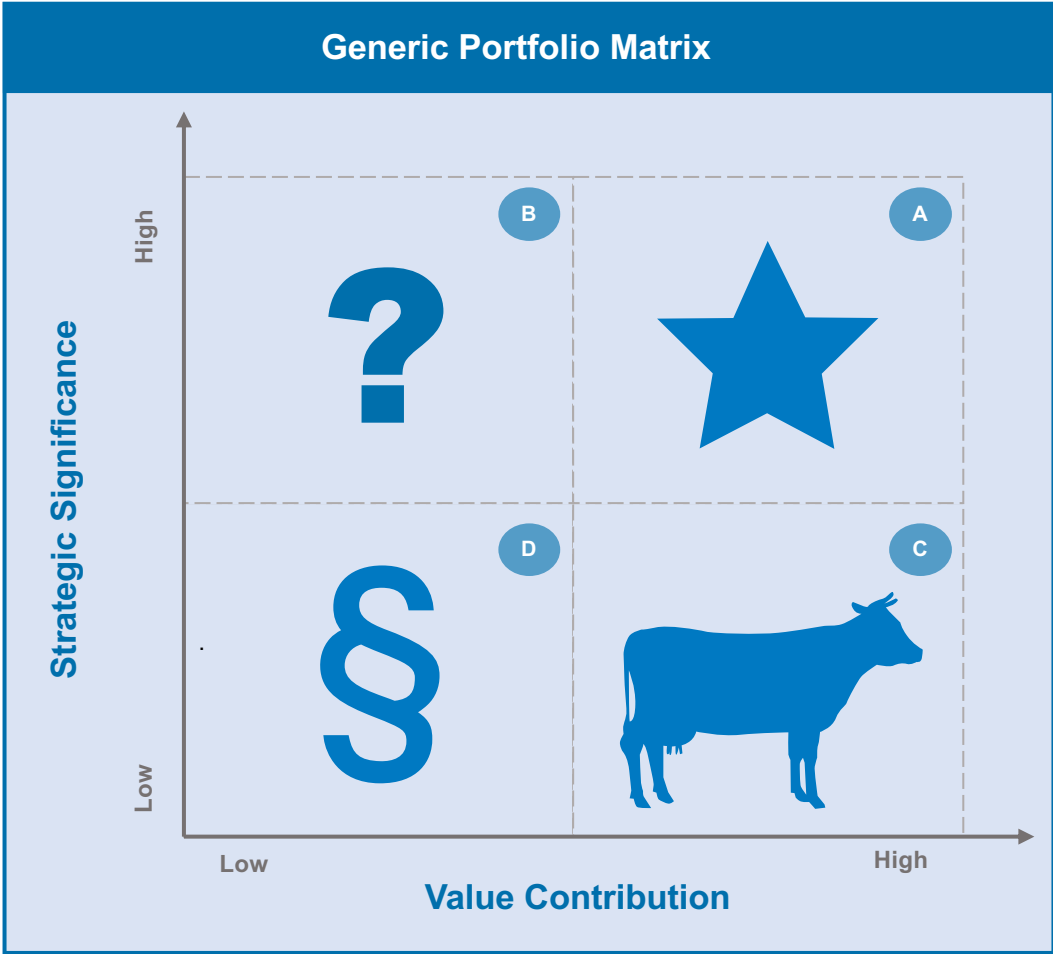 Generic Portfolio Matrix
High
B
A
?
Strategic Significance
D
C
§
Low
Low
High
Value Contribution